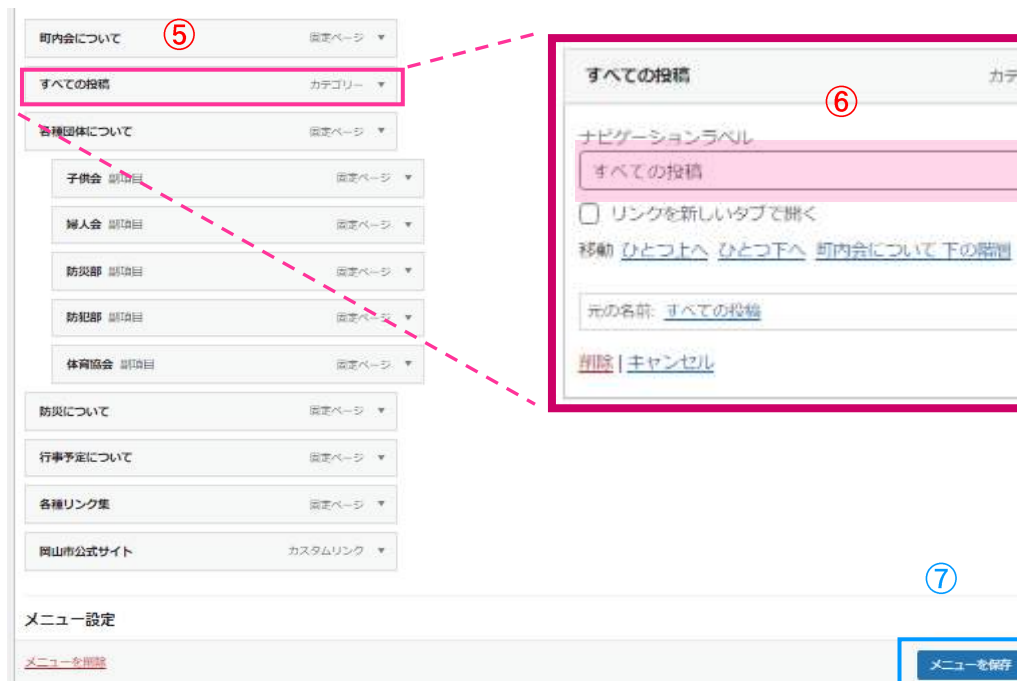 町内会について 固定ページ ▼
⑤
すべての投稿 カテゴリー ▼
各種団体について 固定ページ ▼
子供会 副項目 固定ページ ▼
婦人会 副項目 固定ページ ▼
防災部 副項目 固定ページ ▼
防犯部 副項目 固定ページ ▼
体育協会 副項目 固定ページ ▼
防災について 固定ページ ▼
行事予定について 固定ページ ▼
各種リンク集 固定ページ ▼
岡山市公式サイト カスタムリンク ▼
メニュー設定
メニューを削除
すべての投稿 カテ
⑥
ナビゲーションラベル
すべての投稿
リンクを新しいタブで開く
移動 ひとつ上へ ひとつ下へ 町内会について 下の階層
元の名前: すべての投稿
削除 | キャンセル
⑦
メニューを保存